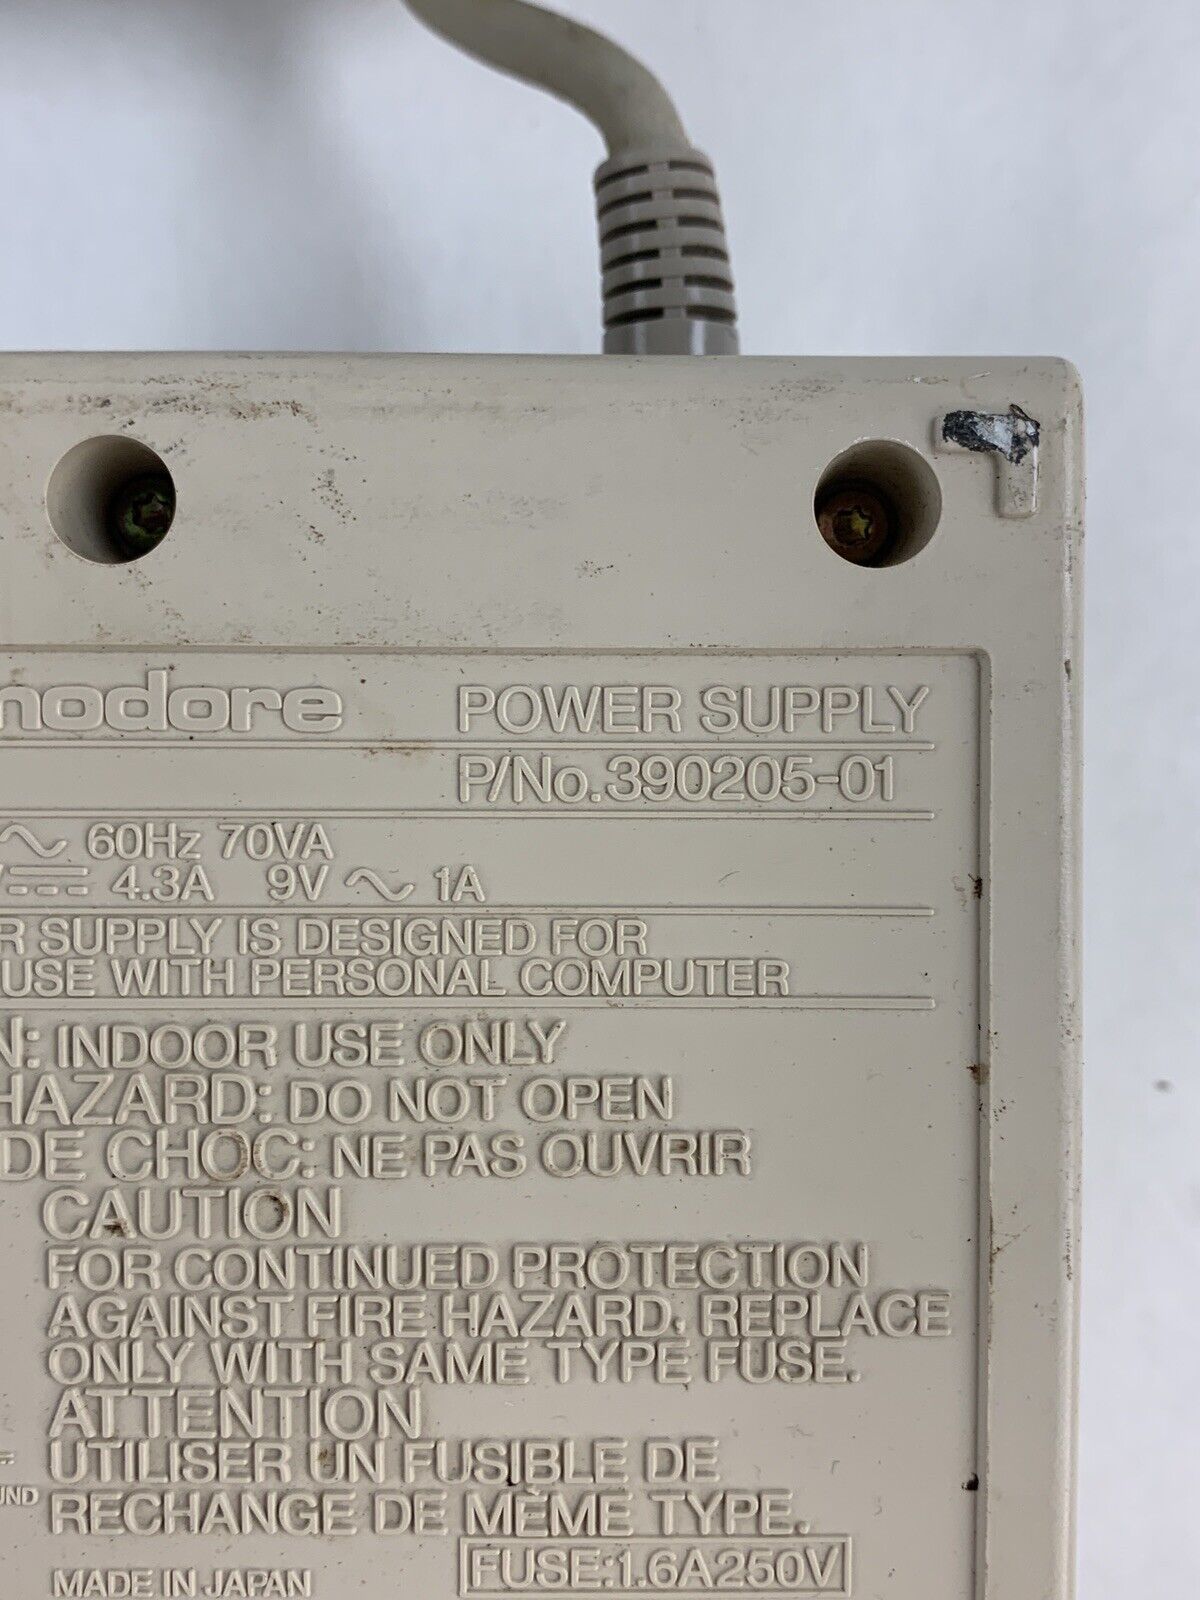 modore POWER SUPPLY
P/No.390205-01
∿ 60Hz 70VA
⎓ 4.3A 9V ∿ 1A
R SUPPLY IS DESIGNED FOR
USE WITH PERSONAL COMPUTER
N: INDOOR USE ONLY
HAZARD: DO NOT OPEN
DE CHOC: NE PAS OUVRIR
CAUTION
FOR CONTINUED PROTECTION
AGAINST FIRE HAZARD, REPLACE
ONLY WITH SAME TYPE FUSE.
ATTENTION
UTILISER UN FUSIBLE DE
UND
RECHANGE DE MÊME TYPE.
FUSE:1.6A250V
MADE IN JAPAN